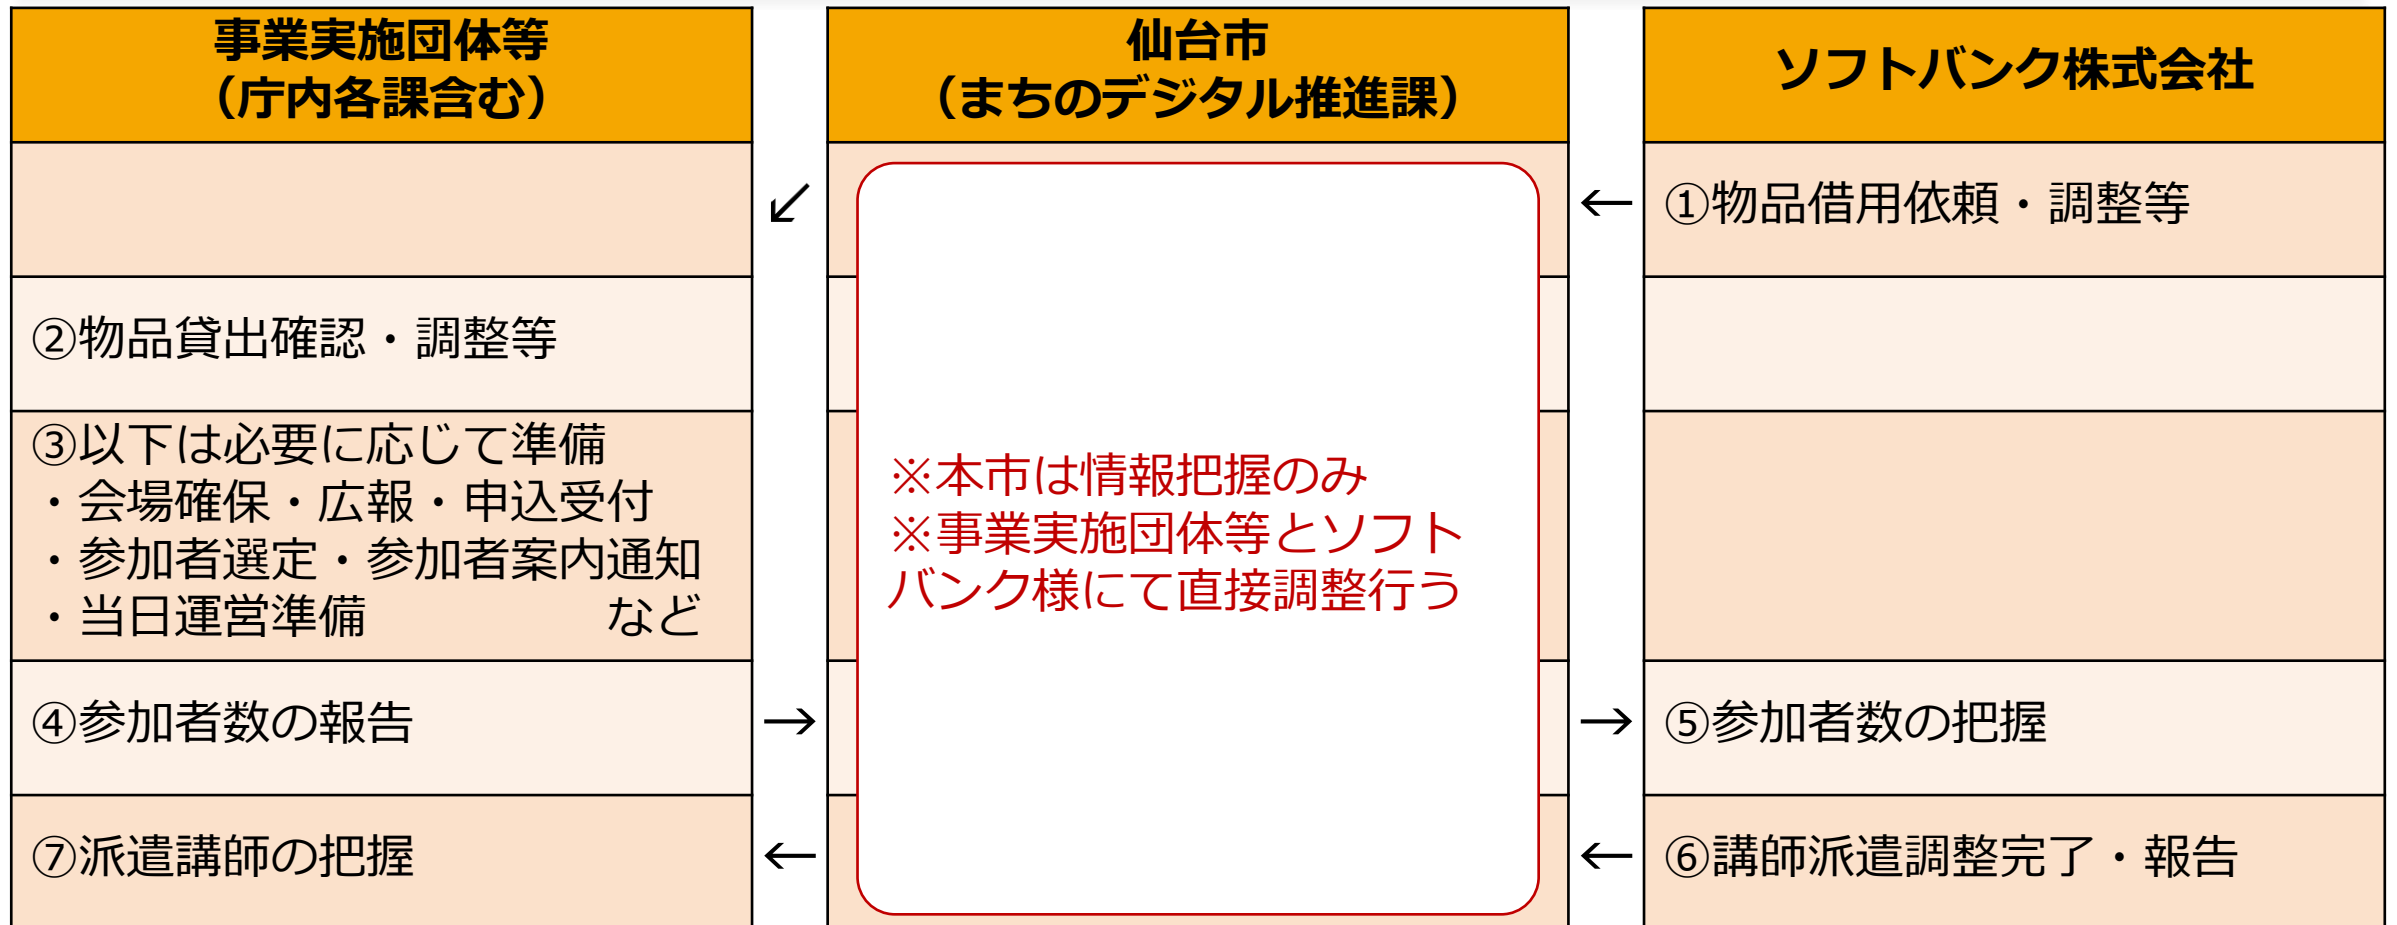 事業実施団体等
（庁内各課含む）
仙台市
（まちのデジタル推進課）
ソフトバンク株式会社
↙
←
①物品借用依頼・調整等
②物品貸出確認・調整等
③以下は必要に応じて準備
・会場確保・広報・申込受付
・参加者選定・参加者案内通知
・当日運営準備　　　　　など
※本市は情報把握のみ
※事業実施団体等とソフト
バンク様にて直接調整行う
④参加者数の報告
→
→
⑤参加者数の把握
⑦派遣講師の把握
←
←
⑥講師派遣調整完了・報告